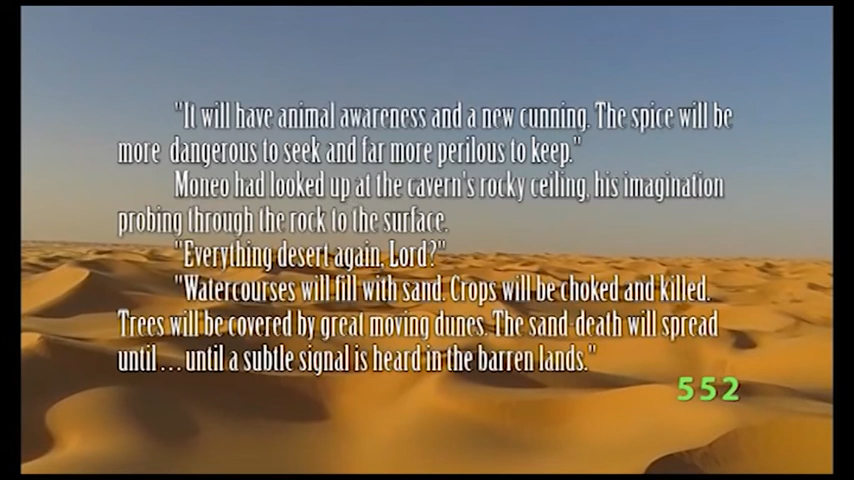 "It will have animal awareness and a new cunning. The spice will be
more dangerous to seek and far more perilous to keep."
Moneo had looked up at the cavern's rocky ceiling, his imagination
probing through the rock to the surface.
"Everything desert again, Lord?"
"Watercourses will fill with sand. Crops will be choked and killed.
Trees will be covered by great moving dunes. The sand-death will spread
until ... until a subtle signal is heard in the barren lands."
552